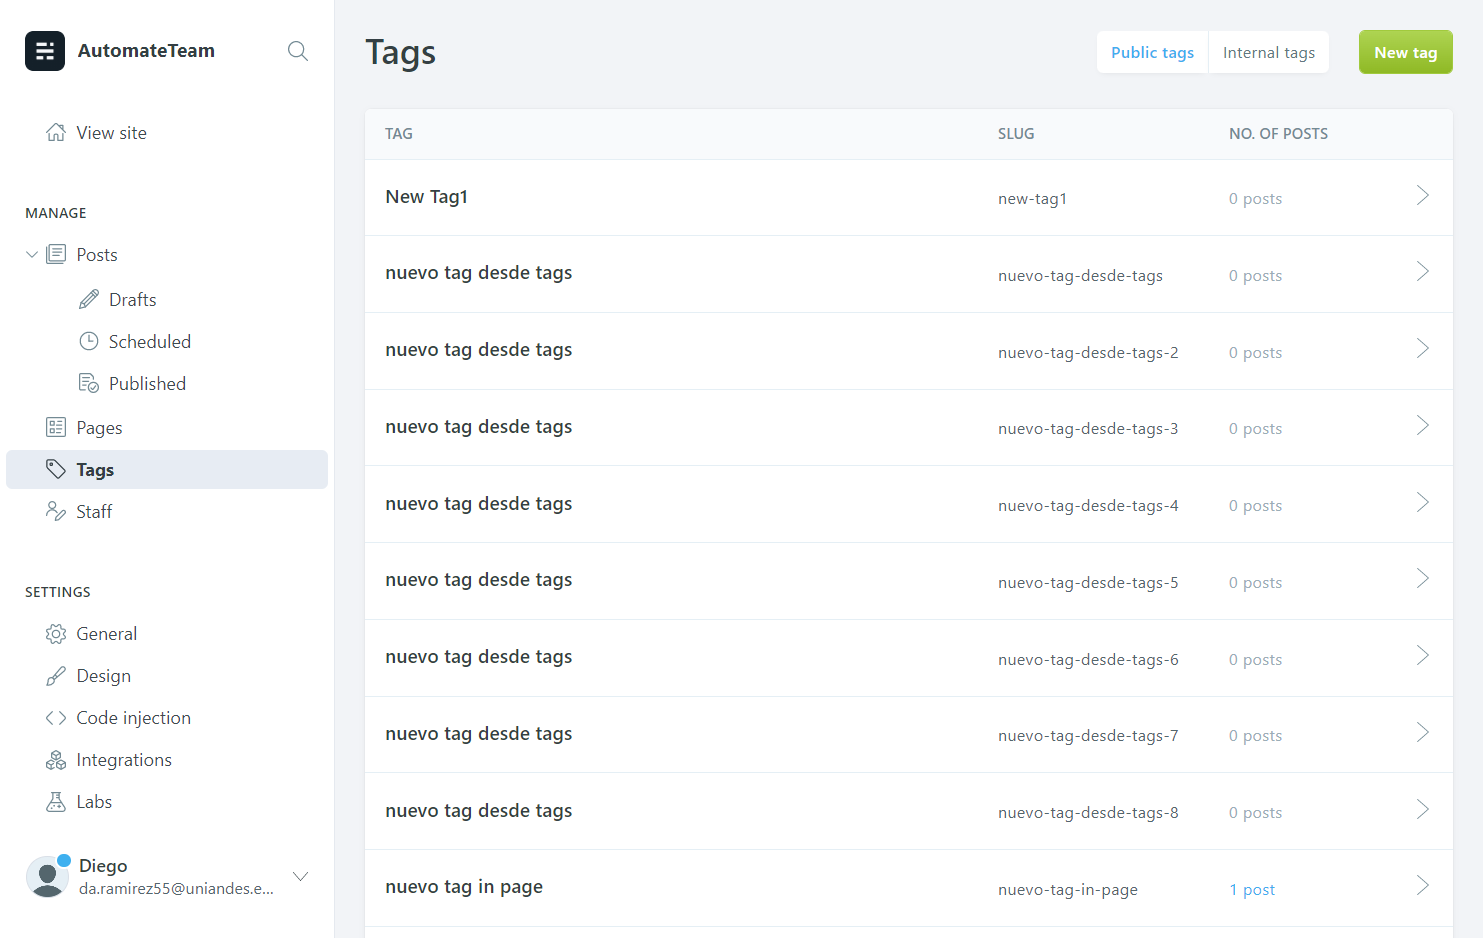 AutomateTeam
View site
MANAGE
Posts
Drafts
Scheduled
Published
Pages
Tags
Staff
SETTINGS
General
Design
Code injection
Integrations
Labs
Diego
da.ramirez55@uniandes.e...
Tags
Public tags Internal tags New tag
TAG SLUG NO. OF POSTS
New Tag1 new-tag1 0 posts
nuevo tag desde tags nuevo-tag-desde-tags 0 posts
nuevo tag desde tags nuevo-tag-desde-tags-2 0 posts
nuevo tag desde tags nuevo-tag-desde-tags-3 0 posts
nuevo tag desde tags nuevo-tag-desde-tags-4 0 posts
nuevo tag desde tags nuevo-tag-desde-tags-5 0 posts
nuevo tag desde tags nuevo-tag-desde-tags-6 0 posts
nuevo tag desde tags nuevo-tag-desde-tags-7 0 posts
nuevo tag desde tags nuevo-tag-desde-tags-8 0 posts
nuevo tag in page nuevo-tag-in-page 1 post